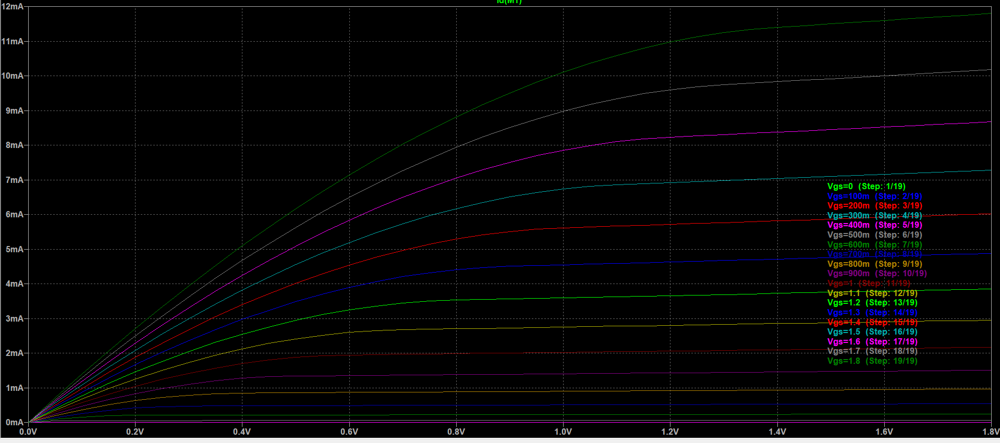 Id(M1)
12mA
11mA
10mA
9mA
8mA
7mA
6mA
5mA
4mA
3mA
2mA
1mA
0mA
Vgs=0 (Step: 1/19)
Vgs=100m (Step: 2/19)
Vgs=200m (Step: 3/19)
Vgs=300m (Step: 4/19)
Vgs=400m (Step: 5/19)
Vgs=500m (Step: 6/19)
Vgs=600m (Step: 7/19)
Vgs=700m (Step: 8/19)
Vgs=800m (Step: 9/19)
Vgs=900m (Step: 10/19)
Vgs=1 (Step: 11/19)
Vgs=1.1 (Step: 12/19)
Vgs=1.2 (Step: 13/19)
Vgs=1.3 (Step: 14/19)
Vgs=1.4 (Step: 15/19)
Vgs=1.5 (Step: 16/19)
Vgs=1.6 (Step: 17/19)
Vgs=1.7 (Step: 18/19)
Vgs=1.8 (Step: 19/19)
0.0V 0.2V 0.4V 0.6V 0.8V 1.0V 1.2V 1.4V 1.6V 1.8V